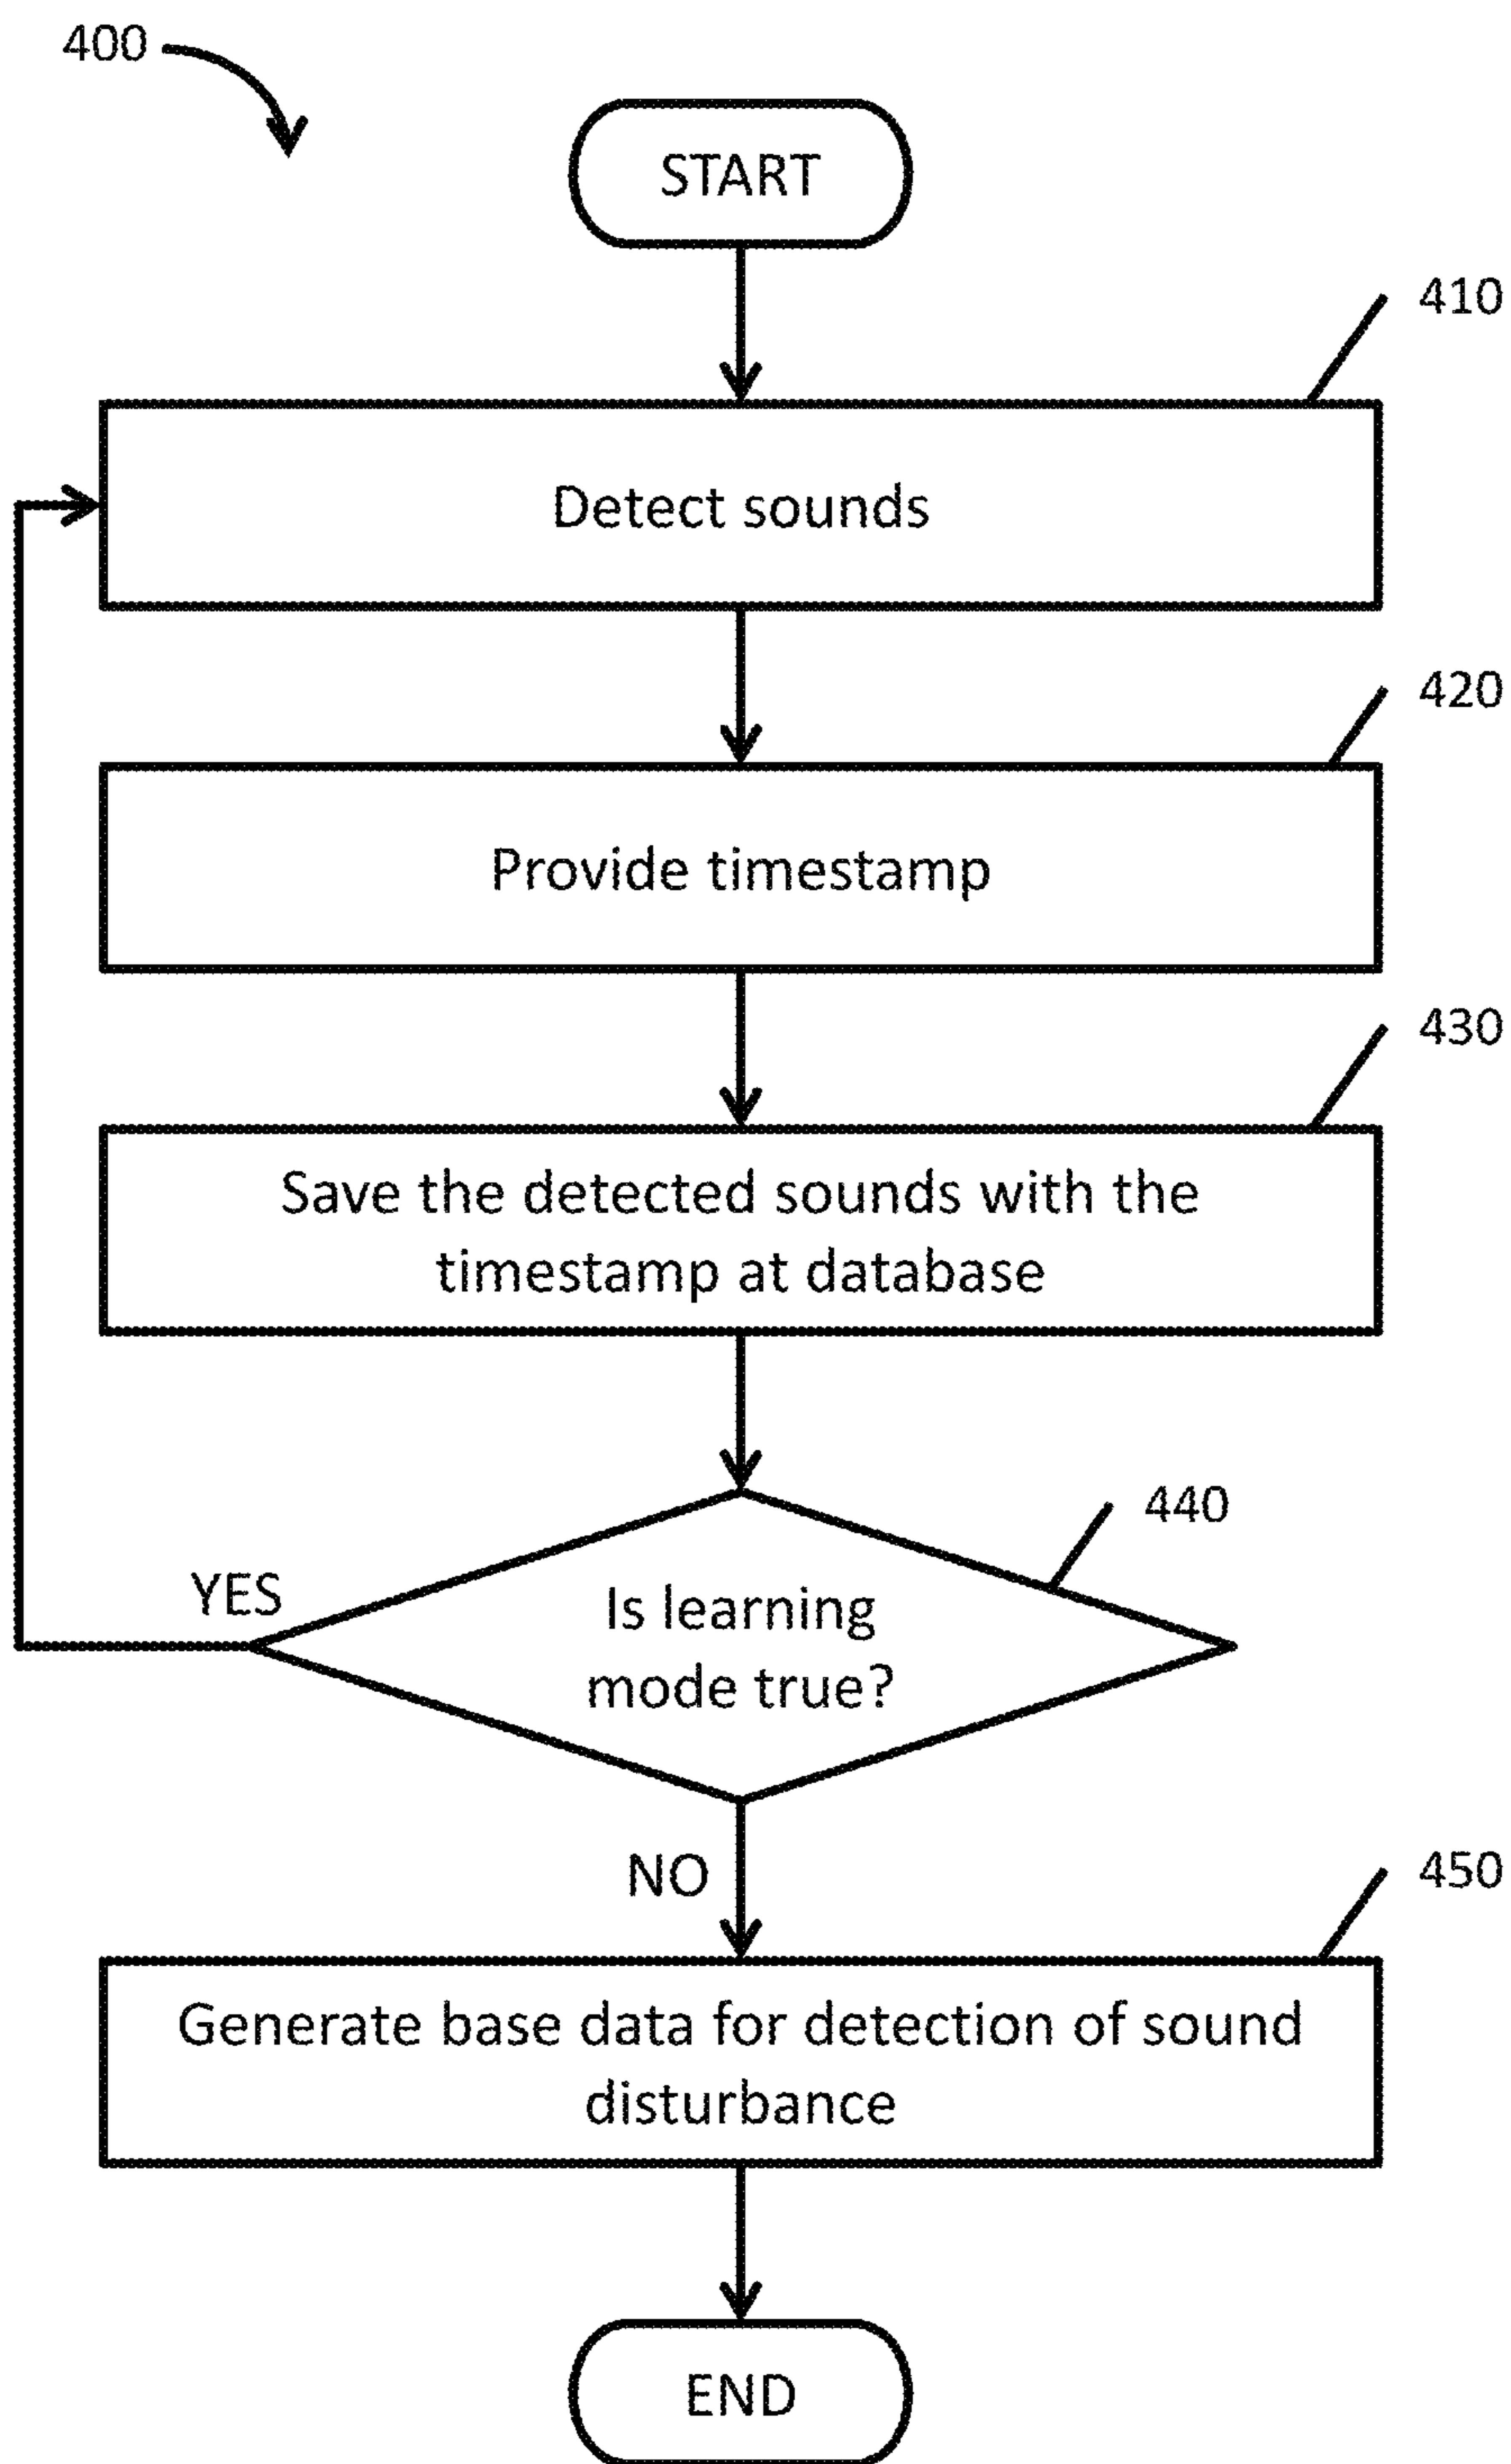 400
START
410
Detect sounds
420
Provide timestamp
430
Save the detected sounds with the
timestamp at database
440
YES
Is learning
mode true?
NO
450
Generate base data for detection of sound
disturbance
END